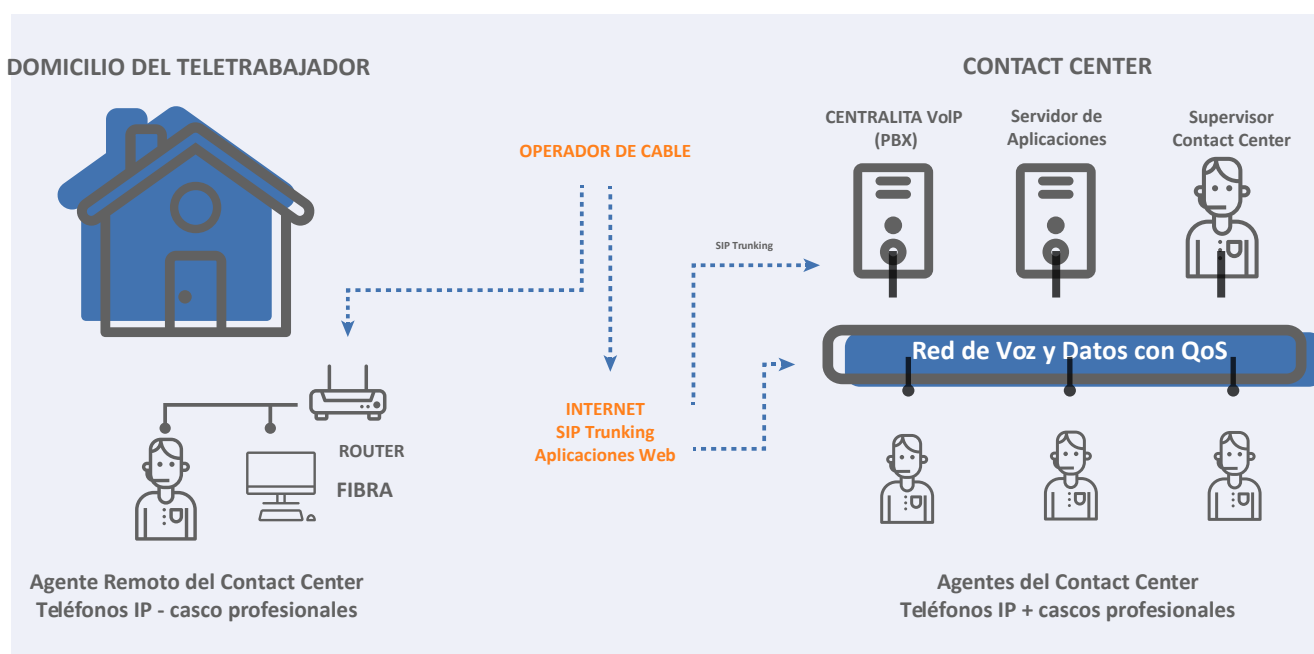 DOMICILIO DEL TELETRABAJADOR
CONTACT CENTER
CENTRALITA VoIP
(PBX)
Servidor de
Aplicaciones
Supervisor
Contact Center
OPERADOR DE CABLE
SIP Trunking
Red de Voz y Datos con QoS
INTERNET
SIP Trunking
Aplicaciones Web
ROUTER
FIBRA
Agente Remoto del Contact Center
Teléfonos IP - casco profesionales
Agentes del Contact Center
Teléfonos IP + cascos profesionales